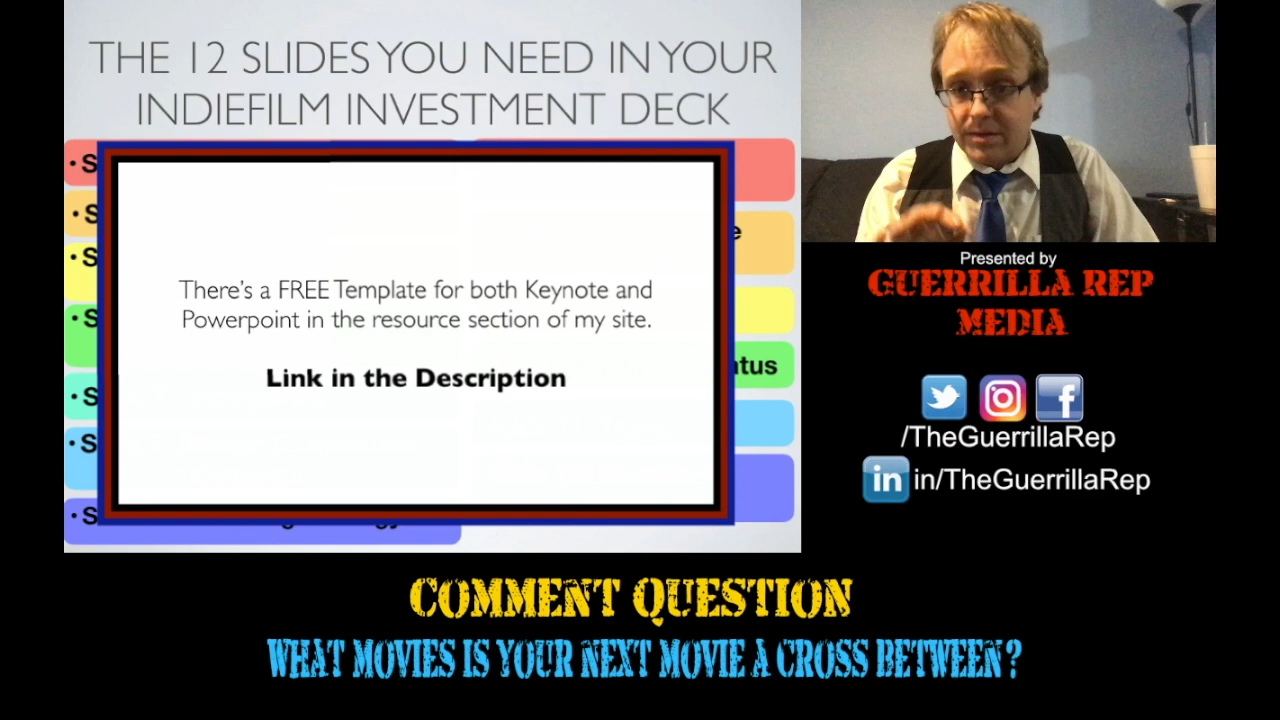 THE 12 SLIDES YOU NEED IN YOUR
INDIEFILM INVESTMENT DECK
There's a FREE Template for both Keynote and
Powerpoint in the resource section of my site.
Link in the Description
Presented by
GUERRILLA REP
MEDIA
/TheGuerrillaRep
in in/TheGuerrillaRep
COMMENT QUESTION
WHAT MOVIES IS YOUR NEXT MOVIE A CROSS BETWEEN?